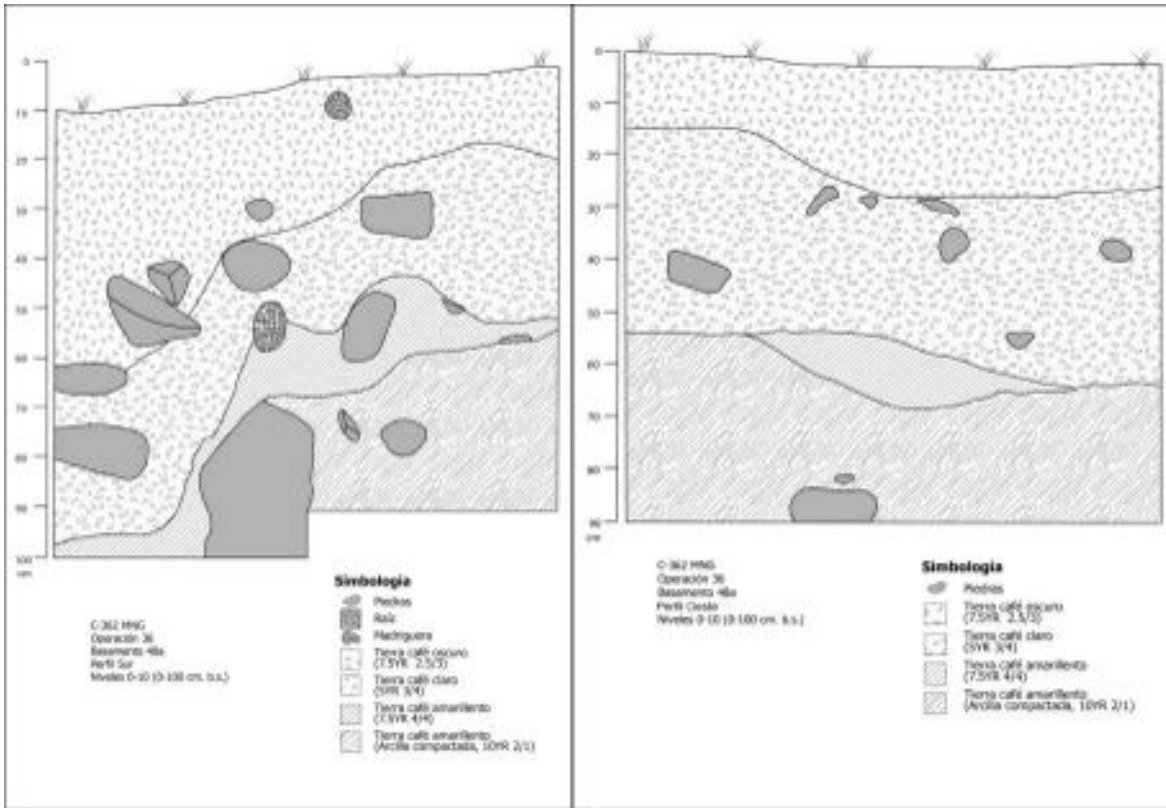 0
10
20
30
40
50
60
70
80
90
100
cm
C-362 MNG
Operación 36
Basamento 48a
Perfil Sur
Niveles 0-10 (0-100 cm. b.s.)
Simbología
Piedras
Raíz
Madriguera
Tierra café oscuro
(7.5YR 2.5/3)
Tierra café claro
(5YR 3/4)
Tierra café amarillento
(7.5YR 4/4)
Tierra café amarillento
(Arcilla compactada, 10YR 2/1)
0
10
20
30
40
50
60
70
80
90
cm
C-362 MNG
Operación 36
Basamento 48a
Perfil Oeste
Niveles 0-10 (0-100 cm. b.s.)
Simbología
Piedras
Tierra café oscuro
(7.5YR 2.5/3)
Tierra café claro
(5YR 3/4)
Tierra café amarillento
(7.5YR 4/4)
Tierra café amarillento
(Arcilla compactada, 10YR 2/1)